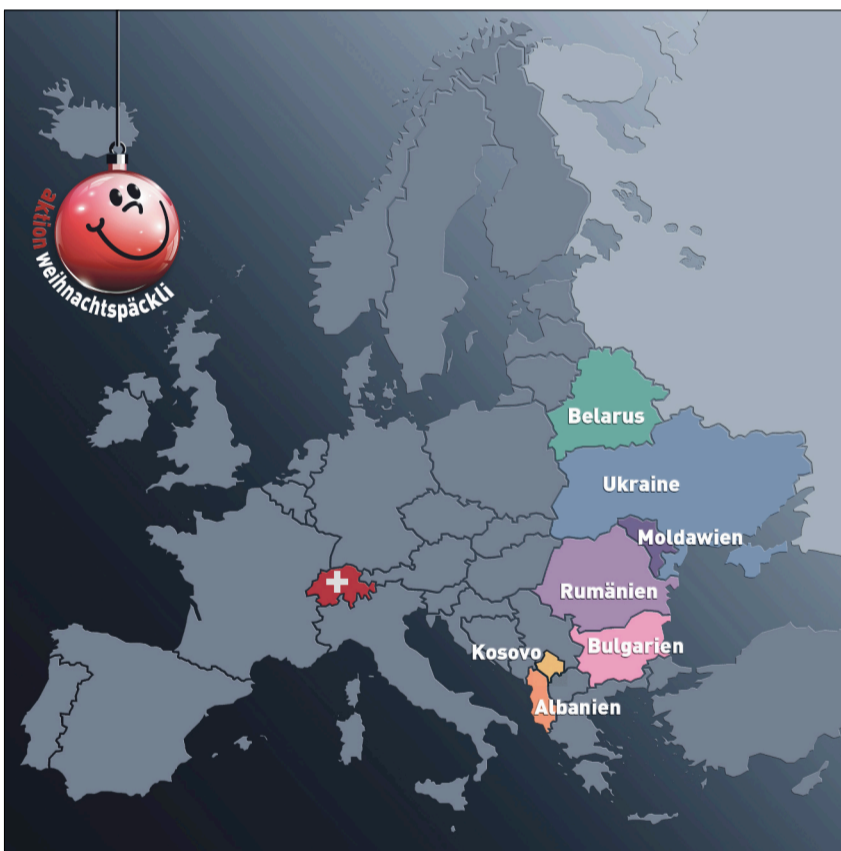 aktion weihnachtspäckli
Belarus
Ukraine
Moldawien
Rumänien
Bulgarien
Kosovo
Albanien